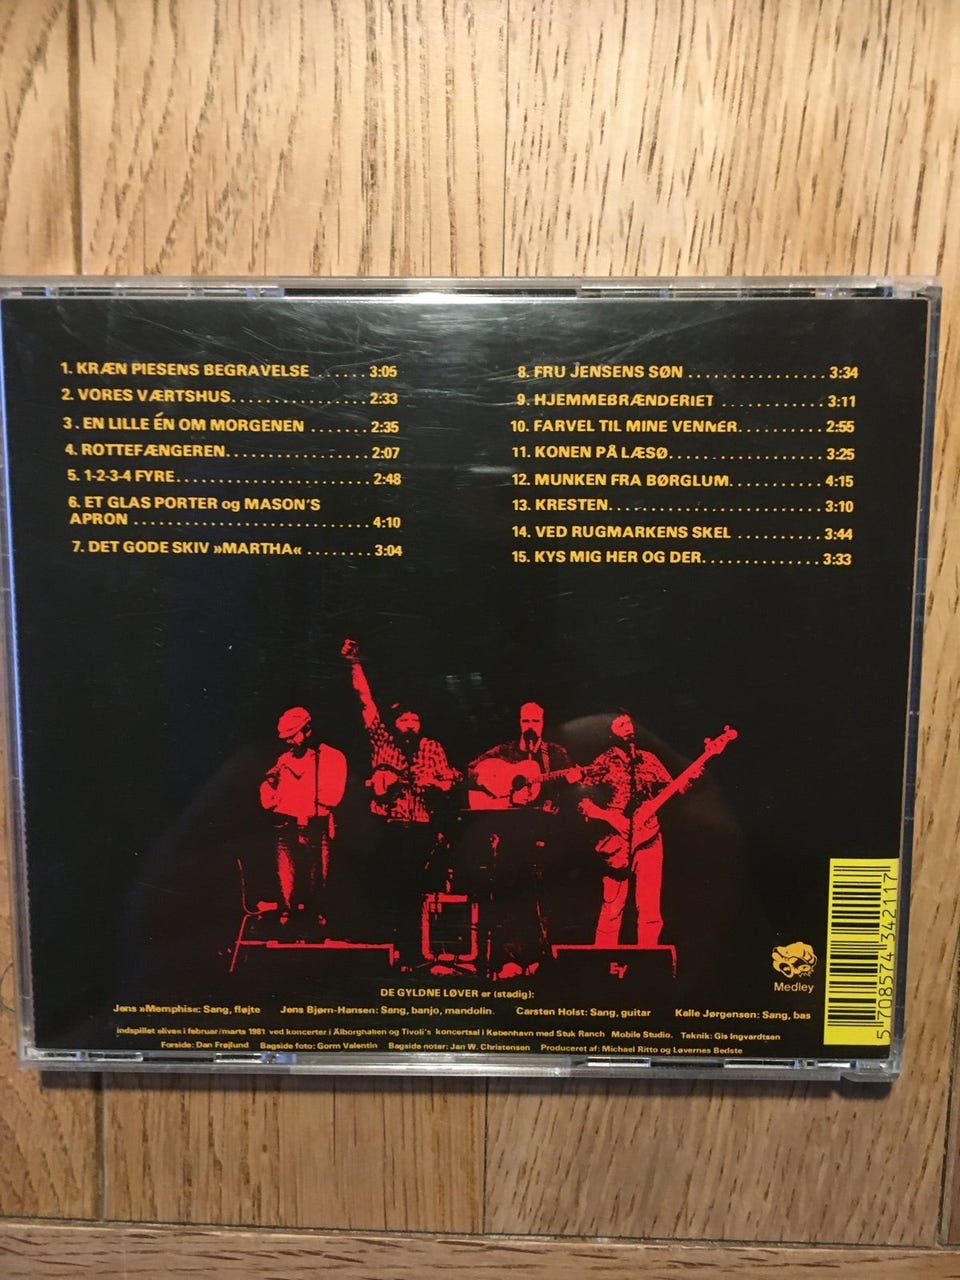 1. KRÆN PIESENS BEGRAVELSE ...... 3:05
2. VORES VÆRTSHUS............... 2:33
3. EN LILLE ÉN OM MORGENEN ....... 2:35
4. ROTTEFÆNGEREN............... 2:07
5. 1-2-3-4 FYRE..................... 2:48
6. ET GLAS PORTER og MASON'S
APRON ......................... 4:10
7. DET GODE SKIV »MARTHA« ........ 3:04
8. FRU JENSENS SØN ................ 3:34
9. HJEMMEBRÆNDERIET ............ 3:11
10. FARVEL TIL MINE VENNER.......... 2:55
11. KONEN PÅ LÆSØ.................. 3:25
12. MUNKEN FRA BØRGLUM........... 4:15
13. KRESTEN........................ 3:10
14. VED RUGMARKENS SKEL .......... 3:44
15. KYS MIG HER OG DER............. 3:33
EY
DE GYLDNE LØVER er (stadig):
Jens »Memphis«: Sang, fløjte Jens Bjørn-Hansen: Sang, banjo, mandolin. Carsten Holst: Sang, guitar Kalle Jørgensen: Sang, bas
indspillet »live« i februar/marts 1981 ved koncerter i Ålborghallen og Tivoli's koncertsal i København med Stuk Ranch Mobile Studio. Teknik: Gis Ingvardtsen
Forside: Dan Frøjlund Bagside foto: Gorm Valentin Bagside noter: Jan W. Christensen Produceret af: Michael Ritto og Løvernes Bedste
Medley
5 708574 342117